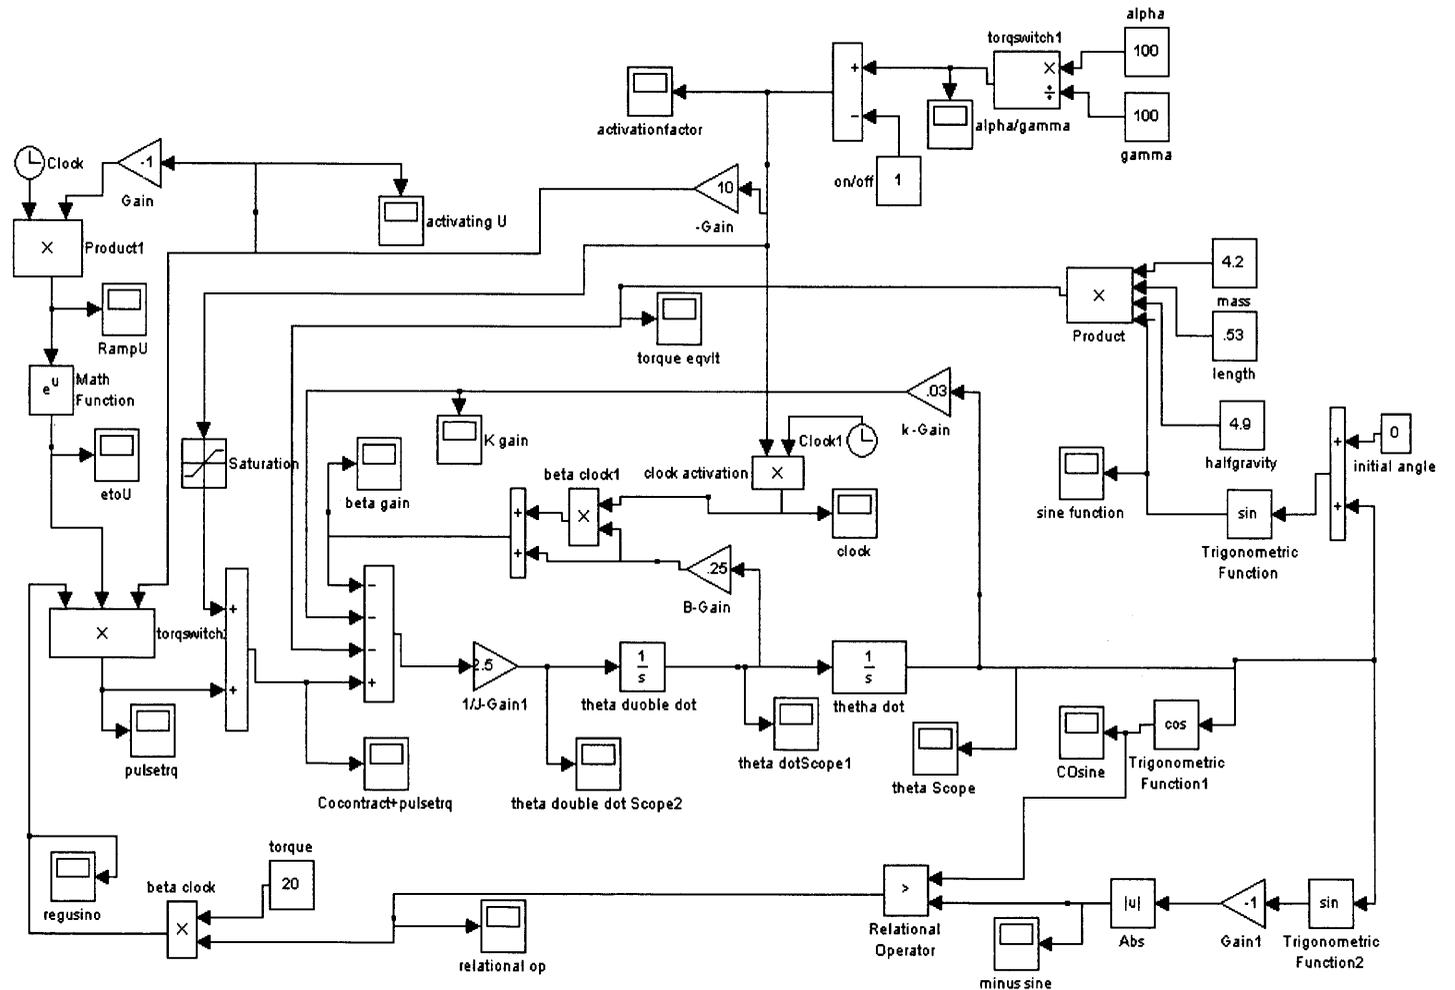 alpha
torqswitch1
100
×
÷
+
−
alpha/gamma
100
gamma
activationfactor
on/off
1
Clock
-1
Gain
10
-Gain
activating U
×
Product1
RampU
e^u
Math
Function
etoU
4.2
mass
×
Product
.53
length
4.9
halfgravity
torque eqvlt
.03
k-Gain
K gain
Saturation
beta gain
Clock1
clock activation
×
clock
beta clock1
×
+
+
.25
B-Gain
sine function
sin
Trigonometric
Function
+
+
0
initial angle
×
torqswitch
pulsetrq
+
+
−
−
−
+
2.5
1/J-Gain1
1
s
theta duoble dot
1
s
thetha dot
Cocontract+pulsetrq
theta double dot Scope2
theta dotScope1
theta Scope
COsine
cos
Trigonometric
Function1
regusino
torque
20
beta clock
×
relational op
>
Relational
Operator
minus sine
|u|
Abs
-1
Gain1
sin
Trigonometric
Function2